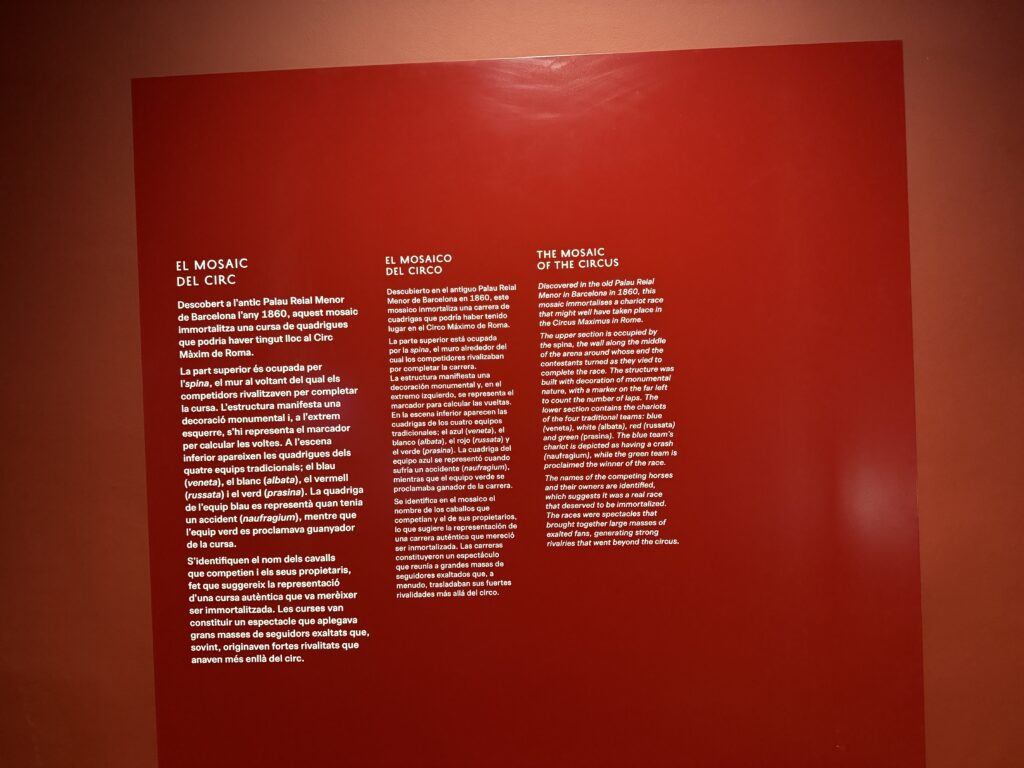 EL MOSAIC
DEL CIRC
Descobert a l'antic Palau Reial Menor
de Barcelona l'any 1860, aquest mosaic
immortalitza una cursa de quadrigues
que podria haver tingut lloc al Circ
Màxim de Roma.
La part superior és ocupada per
l'spina, el mur al voltant del qual els
competidors rivalitzaven per completar
la cursa. L'estructura manifesta una
decoració monumental i, a l'extrem
esquerre, s'hi representa el marcador
per calcular les voltes. A l'escena
inferior apareixen les quadrigues dels
quatre equips tradicionals; el blau
(veneta), el blanc (albata), el vermell
(russata) i el verd (prasina). La quadriga
de l'equip blau es representà quan tenia
un accident (naufragium), mentre que
l'equip verd es proclamava guanyador
de la cursa.
S'identifiquen el nom dels cavalls
que competien i els seus propietaris,
fet que suggereix la representació
d'una cursa autèntica que va merèixer
ser immortalitzada. Les curses van
constituir un espectacle que aplegava
grans masses de seguidors exaltats que,
sovint, originaven fortes rivalitats que
anaven més enllà del circ.
EL MOSAICO
DEL CIRCO
Descubierto en el antiguo Palau Reial
Menor de Barcelona en 1860, este
mosaico inmortaliza una carrera de
cuadrigas que podría haber tenido
lugar en el Circo Máximo de Roma.
La parte superior está ocupada
por la spina, el muro alrededor del
cual los competidores rivalizaban
por completar la carrera.
La estructura manifiesta una
decoración monumental y, en el
extremo izquierdo, se representa el
marcador para calcular las vueltas.
En la escena inferior aparecen las
cuadrigas de los cuatro equipos
tradicionales; el azul (veneta), el
blanco (albata), el rojo (russata) y
el verde (prasina). La cuadriga del
equipo azul se representó cuando
sufría un accidente (naufragium),
mientras que el equipo verde se
proclamaba ganador de la carrera.
Se identifica en el mosaico el
nombre de los caballos que
competían y el de sus propietarios,
lo que sugiere la representación de
una carrera auténtica que mereció
ser inmortalizada. Las carreras
constituyeron un espectáculo
que reunía a grandes masas de
seguidores exaltados que, a
menudo, trasladaban sus fuertes
rivalidades más allá del circo.
THE MOSAIC
OF THE CIRCUS
Discovered in the old Palau Reial
Menor in Barcelona in 1860, this
mosaic immortalises a chariot race
that might well have taken place in
the Circus Maximus in Rome.
The upper section is occupied by
the spina, the wall along the middle
of the arena around whose end the
contestants turned as they vied to
complete the race. The structure was
built with decoration of monumental
nature, with a marker on the far left
to count the number of laps. The
lower section contains the chariots
of the four traditional teams: blue
(veneta), white (albata), red (russata)
and green (prasina). The blue team's
chariot is depicted as having a crash
(naufragium), while the green team is
proclaimed the winner of the race.
The names of the competing horses
and their owners are identified,
which suggests it was a real race
that deserved to be immortalized.
The races were spectacles that
brought together large masses of
exalted fans, generating strong
rivalries that went beyond the circus.